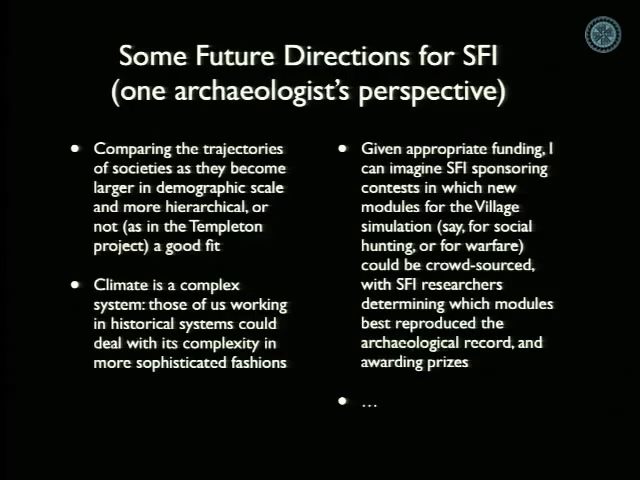 Some Future Directions for SFI
(one archaeologist's perspective)
• Comparing the trajectories
of societies as they become
larger in demographic scale
and more hierarchical, or
not (as in the Templeton
project) a good fit
• Climate is a complex
system: those of us working
in historical systems could
deal with its complexity in
more sophisticated fashions
• Given appropriate funding, I
can imagine SFI sponsoring
contests in which new
modules for the Village
simulation (say, for social
hunting, or for warfare)
could be crowd-sourced,
with SFI researchers
determining which modules
best reproduced the
archaeological record, and
awarding prizes
• …